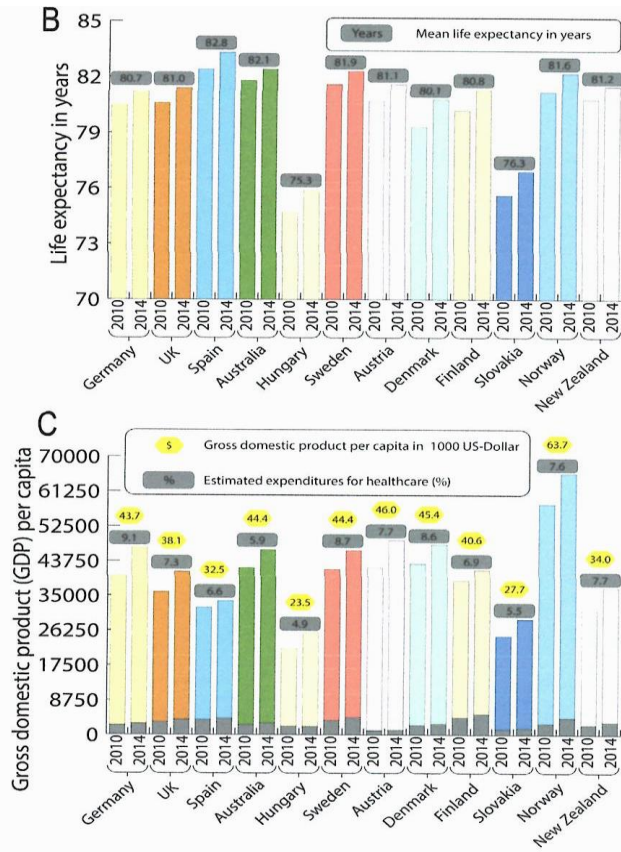 B
85
82
79
76
73
70
Life expectancy in years
Years Mean life expectancy in years
80.7 81.0 82.8 82.1 75.3 81.9 81.1 80.1 80.8 76.3 81.6 81.2
2010 2014 2010 2014 2010 2014 2010 2014 2010 2014 2010 2014 2010 2014 2010 2014 2010 2014 2010 2014 2010 2014 2010 2014
Germany UK Spain Australia Hungary Sweden Austria Denmark Finland Slovakia Norway New Zealand
C
$ Gross domestic product per capita in 1000 US-Dollar
% Estimated expenditures for healthcare (%)
70000
61250
52500
43750
35000
26250
17500
8750
0
Gross domestic product (GDP) per capita
43.7 38.1 32.5 44.4 23.5 44.4 46.0 45.4 40.6 27.7 63.7 34.0
9.1 7.3 6.6 5.9 4.9 8.7 7.7 8.6 6.9 5.5 7.6 7.7
2010 2014 2010 2014 2010 2014 2010 2014 2010 2014 2010 2014 2010 2014 2010 2014 2010 2014 2010 2014 2010 2014 2010 2014
Germany UK Spain Australia Hungary Sweden Austria Denmark Finland Slovakia Norway New Zealand